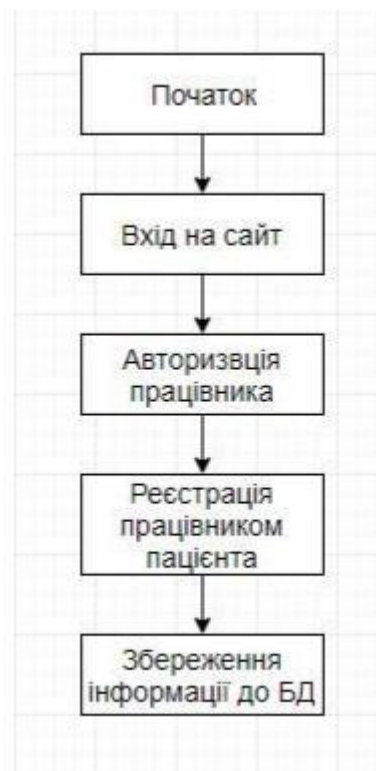 Початок
Вхід на сайт
Авторизвція
працівника
Реєстрація
працівником
пацієнта
Збереження
інформації до БД